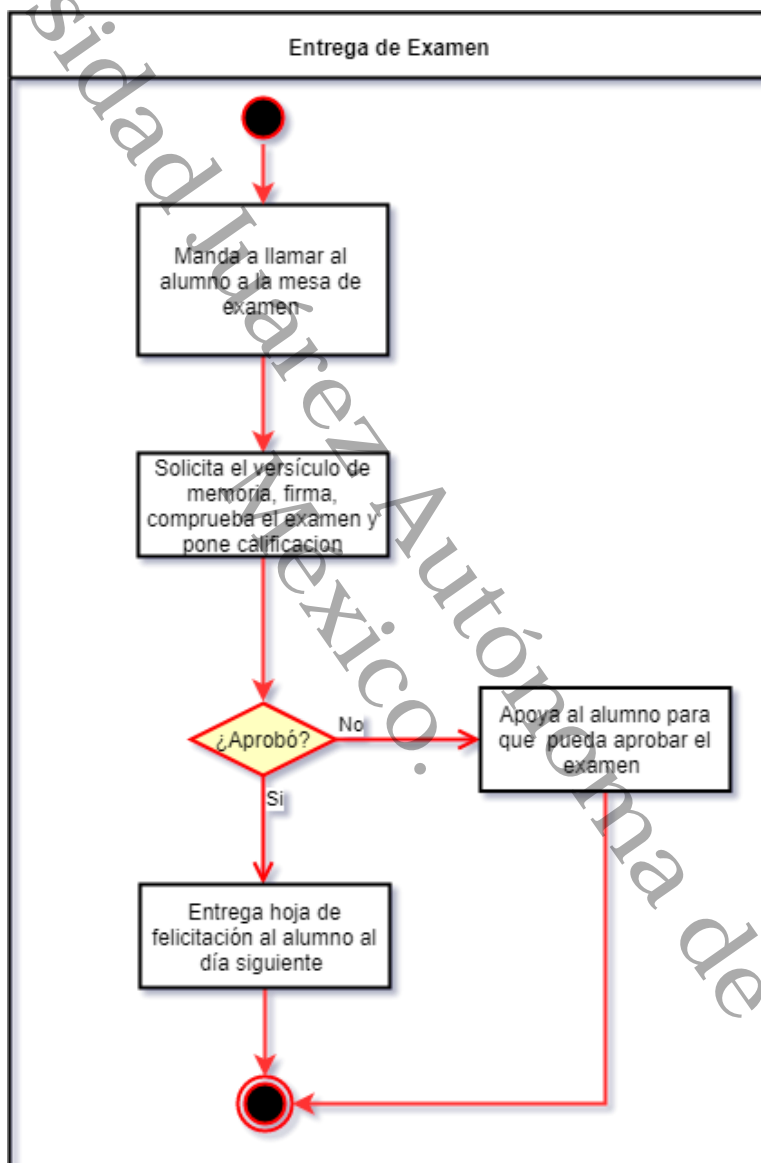 Entrega de Examen
Manda a llamar al
alumno a la mesa de
examen
Solicita el versículo de
memoria, firma,
comprueba el examen y
pone calificacion
¿Aprobó?
No
Si
Apoya al alumno para
que pueda aprobar el
examen
Entrega hoja de
felicitación al alumno al
día siguiente
sidad Juárez Autónoma de
México.